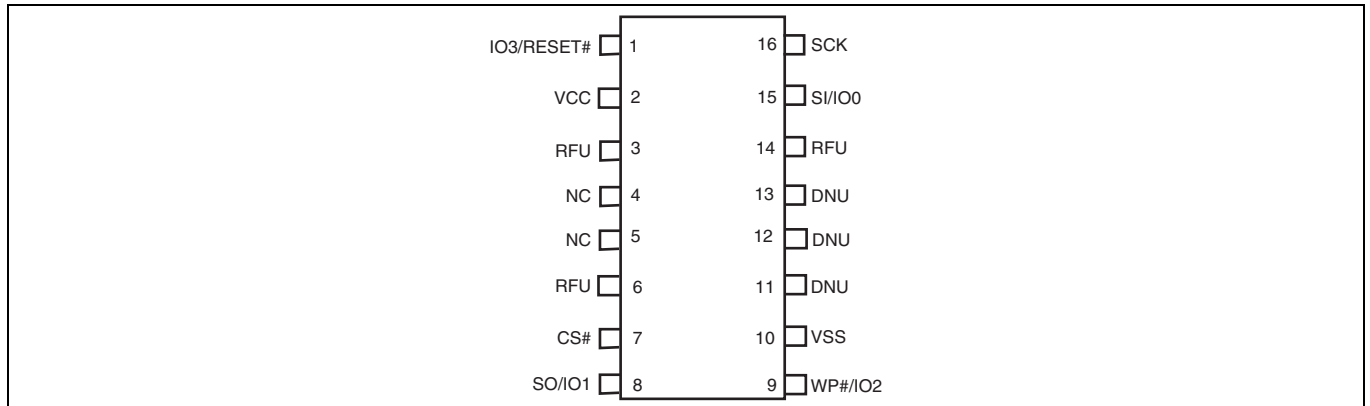 IO3/RESET# 1 16 SCK
VCC 2 15 SI/IO0
RFU 3 14 RFU
NC 4 13 DNU
NC 5 12 DNU
RFU 6 11 DNU
CS# 7 10 VSS
SO/IO1 8 9 WP#/IO2